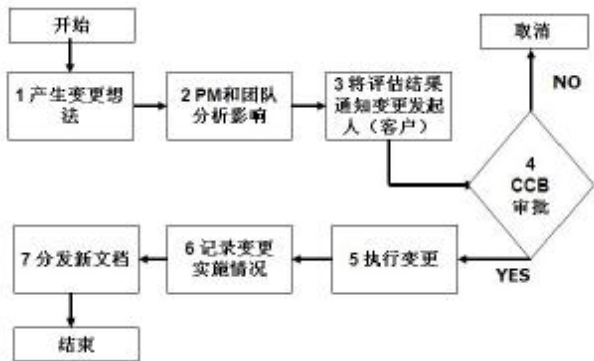 开始
取消
1 产生变更想
法
2 PM和团队
分析影响
3 将评估结果
通知变更发起
人（客户）
NO
4
CCB
审批
YES
5 执行变更
6 记录变更
实施情况
7 分发新文档
结束